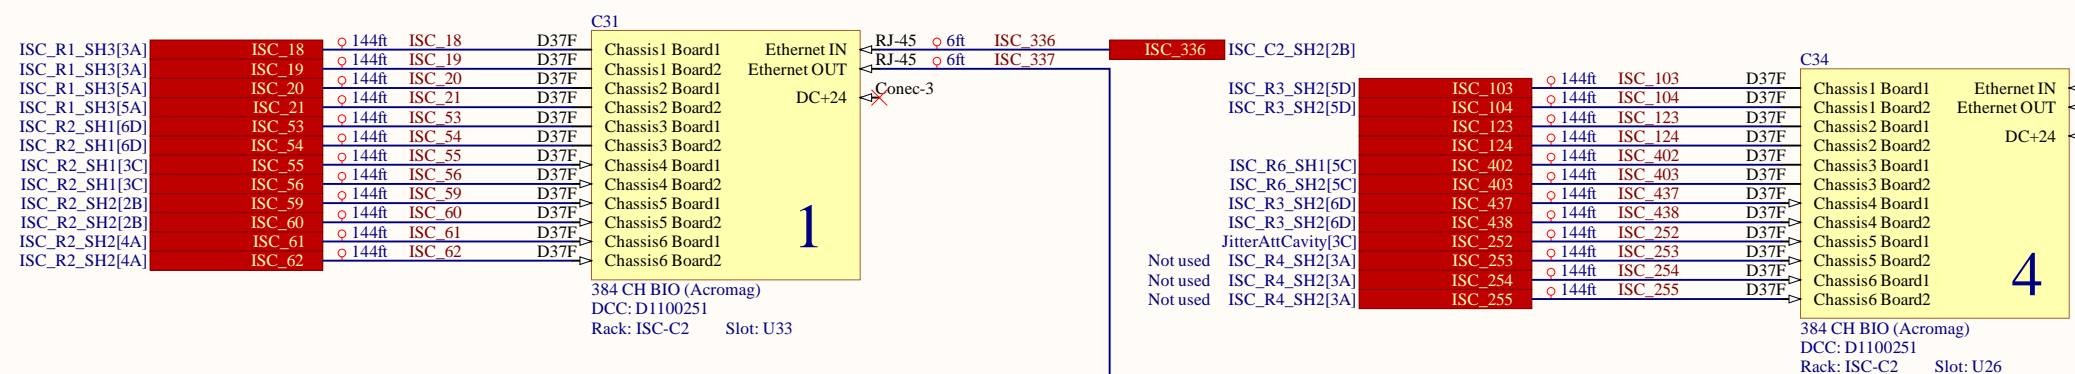 C31
ISC_R1_SH3[3A] ISC_18 144ft ISC_18 D37F Chassis1 Board1 Ethernet IN RJ-45 6ft ISC_336 ISC_336 ISC_C2_SH2[2B]
ISC_R1_SH3[3A] ISC_19 144ft ISC_19 D37F Chassis1 Board2 Ethernet OUT RJ-45 6ft ISC_337
ISC_R1_SH3[5A] ISC_20 144ft ISC_20 D37F Chassis2 Board1 Conec-3
ISC_R1_SH3[5A] ISC_21 144ft ISC_21 D37F Chassis2 Board2 DC+24
ISC_R2_SH1[6D] ISC_53 144ft ISC_53 D37F Chassis3 Board1
ISC_R2_SH1[6D] ISC_54 144ft ISC_54 D37F Chassis3 Board2
ISC_R2_SH1[3C] ISC_55 144ft ISC_55 D37F Chassis4 Board1
ISC_R2_SH1[3C] ISC_56 144ft ISC_56 D37F Chassis4 Board2
ISC_R2_SH2[2B] ISC_59 144ft ISC_59 D37F Chassis5 Board1
ISC_R2_SH2[2B] ISC_60 144ft ISC_60 D37F Chassis5 Board2
ISC_R2_SH2[4A] ISC_61 144ft ISC_61 D37F Chassis6 Board1
ISC_R2_SH2[4A] ISC_62 144ft ISC_62 D37F Chassis6 Board2
1
384 CH BIO (Acromag)
DCC: D1100251
Rack: ISC-C2 Slot: U33
C34
ISC_R3_SH2[5D] ISC_103 144ft ISC_103 D37F Chassis1 Board1 Ethernet IN
ISC_R3_SH2[5D] ISC_104 144ft ISC_104 D37F Chassis1 Board2 Ethernet OUT
ISC_123 144ft ISC_123 D37F Chassis2 Board1
ISC_124 144ft ISC_124 D37F Chassis2 Board2 DC+24
ISC_R6_SH1[5C] ISC_402 144ft ISC_402 D37F Chassis3 Board1
ISC_R6_SH2[5C] ISC_403 144ft ISC_403 D37F Chassis3 Board2
ISC_R3_SH2[6D] ISC_437 144ft ISC_437 D37F Chassis4 Board1
ISC_R3_SH2[6D] ISC_438 144ft ISC_438 D37F Chassis4 Board2
JitterAttCavity[3C] ISC_252 144ft ISC_252 D37F Chassis5 Board1
Not used ISC_R4_SH2[3A] ISC_253 144ft ISC_253 D37F Chassis5 Board2
Not used ISC_R4_SH2[3A] ISC_254 144ft ISC_254 D37F Chassis6 Board1
Not used ISC_R4_SH2[3A] ISC_255 144ft ISC_255 D37F Chassis6 Board2
4
384 CH BIO (Acromag)
DCC: D1100251
Rack: ISC-C2 Slot: U26